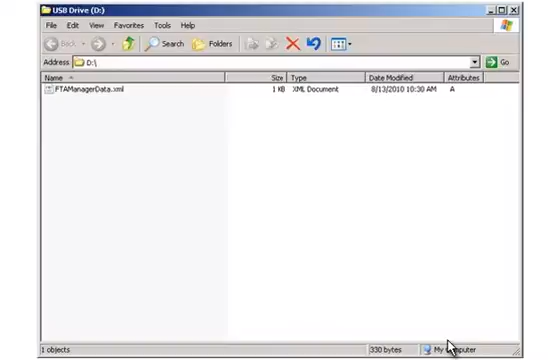 USB Drive (D:)
File Edit View Favorites Tools Help
Back Search Folders
Address D:\ Go
Name Size Type Date Modified Attributes
FTAManagerData.xml 1 KB XML Document 8/13/2010 10:30 AM A
1 objects 330 bytes My Computer